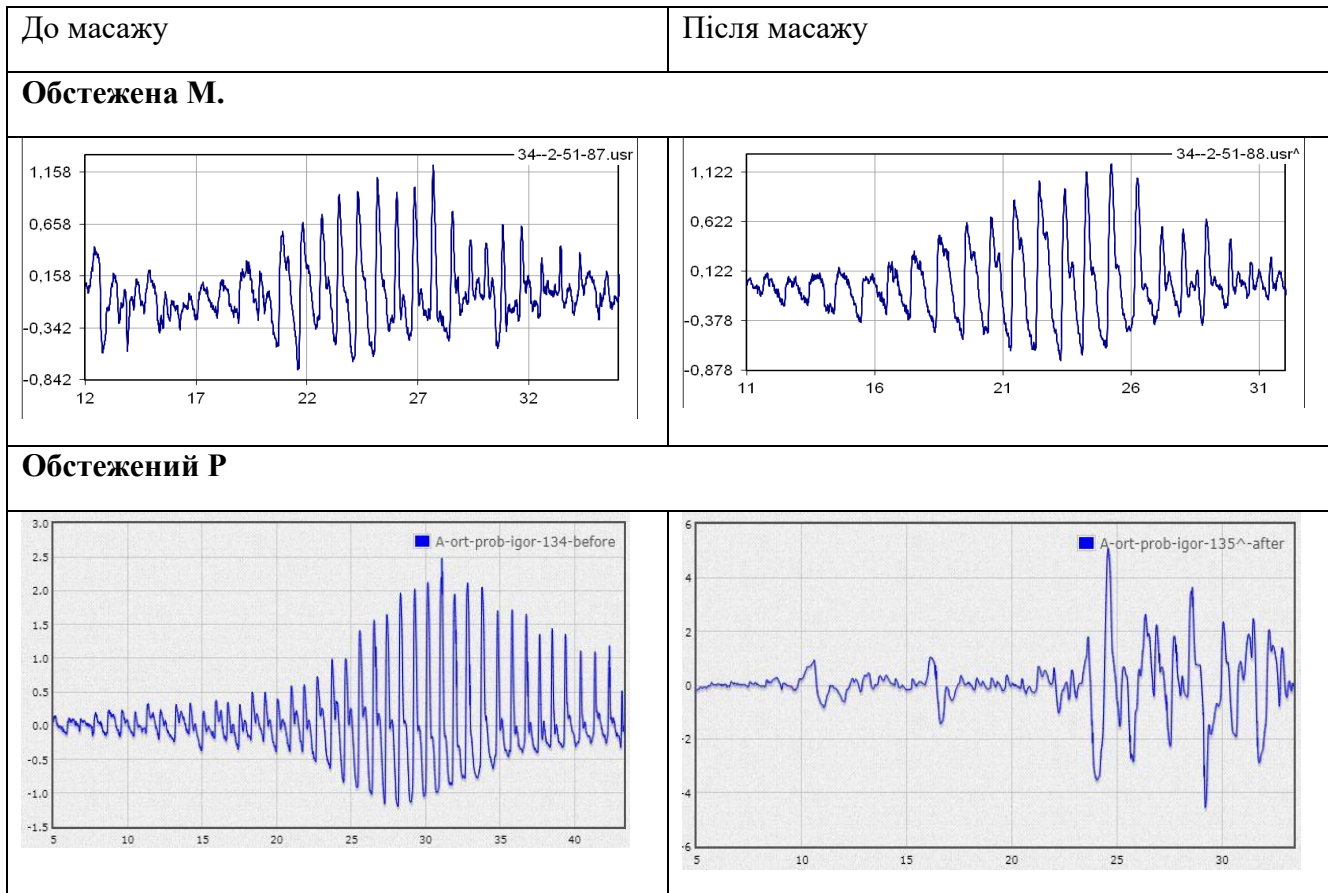 До масажу
Після масажу
Обстежена М.
34--2-51-87.usr
1,158
0,658
0,158
-0,342
-0,842
12 17 22 27 32
34--2-51-88.usr^
1,122
0,622
0,122
-0,378
-0,878
11 16 21 26 31
Обстежений Р
A-ort-prob-igor-134-before
3.0
2.5
2.0
1.5
1.0
0.5
0.0
-0.5
-1.0
-1.5
5 10 15 20 25 30 35 40
A-ort-prob-igor-135^-after
6
4
2
0
-2
-4
-6
5 10 15 20 25 30